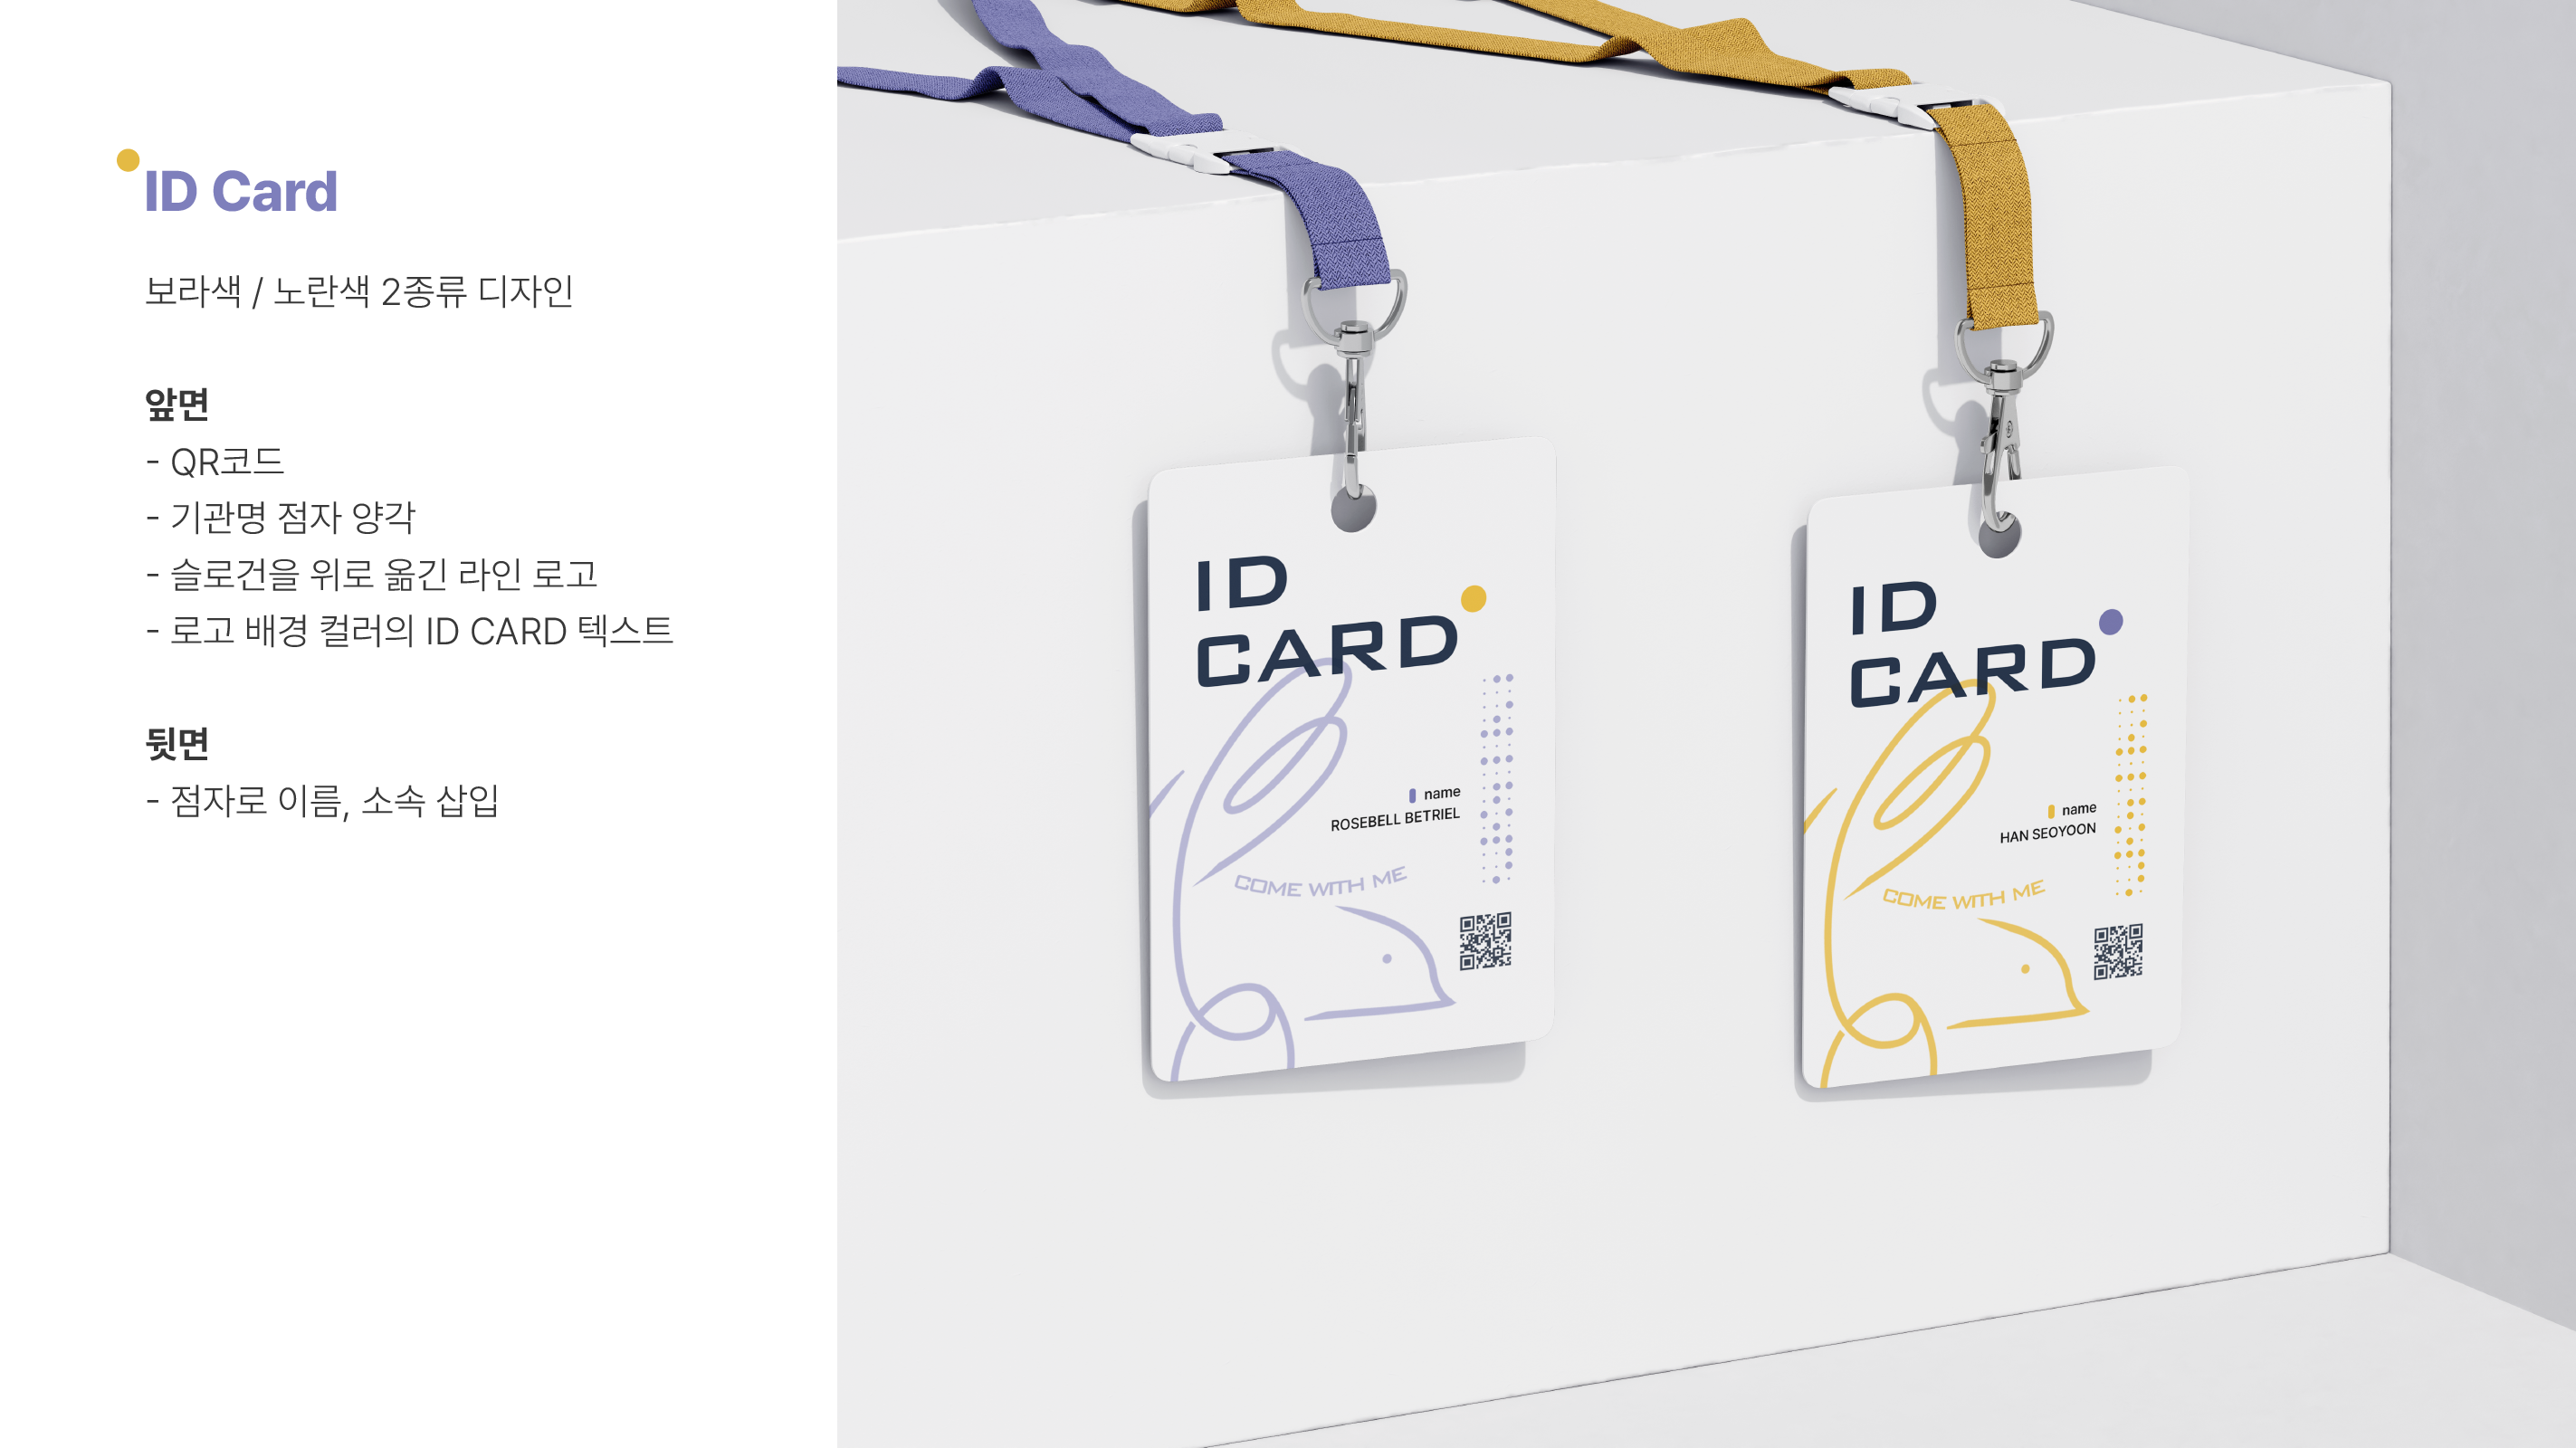 ID Card
보라색 / 노란색 2종류 디자인
앞면
- QR코드
- 기관명 점자 양각
- 슬로건을 위로 옮긴 라인 로고
- 로고 배경 컬러의 ID CARD 텍스트
뒷면
- 점자로 이름, 소속 삽입
ID
CARD
name
ROSEBELL BETRIEL
COME WITH ME
ID
CARD
name
HAN SEOYOON
COME WITH ME